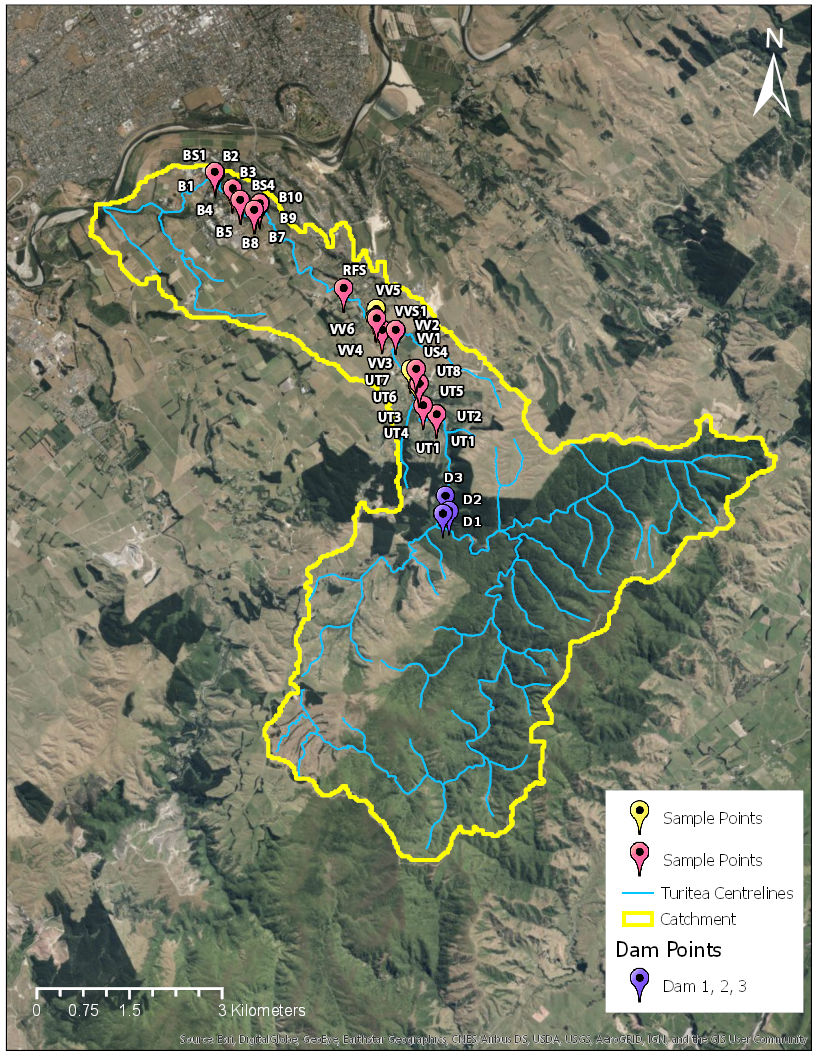 N
BS1 B2
B3
B1 BS4
B10
B4 B9
B5 B7
B8
RFS
VV5
VVS1
VV6 VV2
VV1
VV4 US4
VV3
UT8
UT7
UT6 UT5
UT3 UT2
UT4 UT1
UT1
D3
D2
D1
Sample Points
Sample Points
Turitea Centrelines
Catchment
Dam Points
Dam 1, 2, 3
0 0.75 1.5 3 Kilometers
Source: Esri, DigitalGlobe, GeoEye, Earthstar Geographics, CNES/Airbus DS, USDA, USGS, AeroGRID, IGN, and the GIS User Community